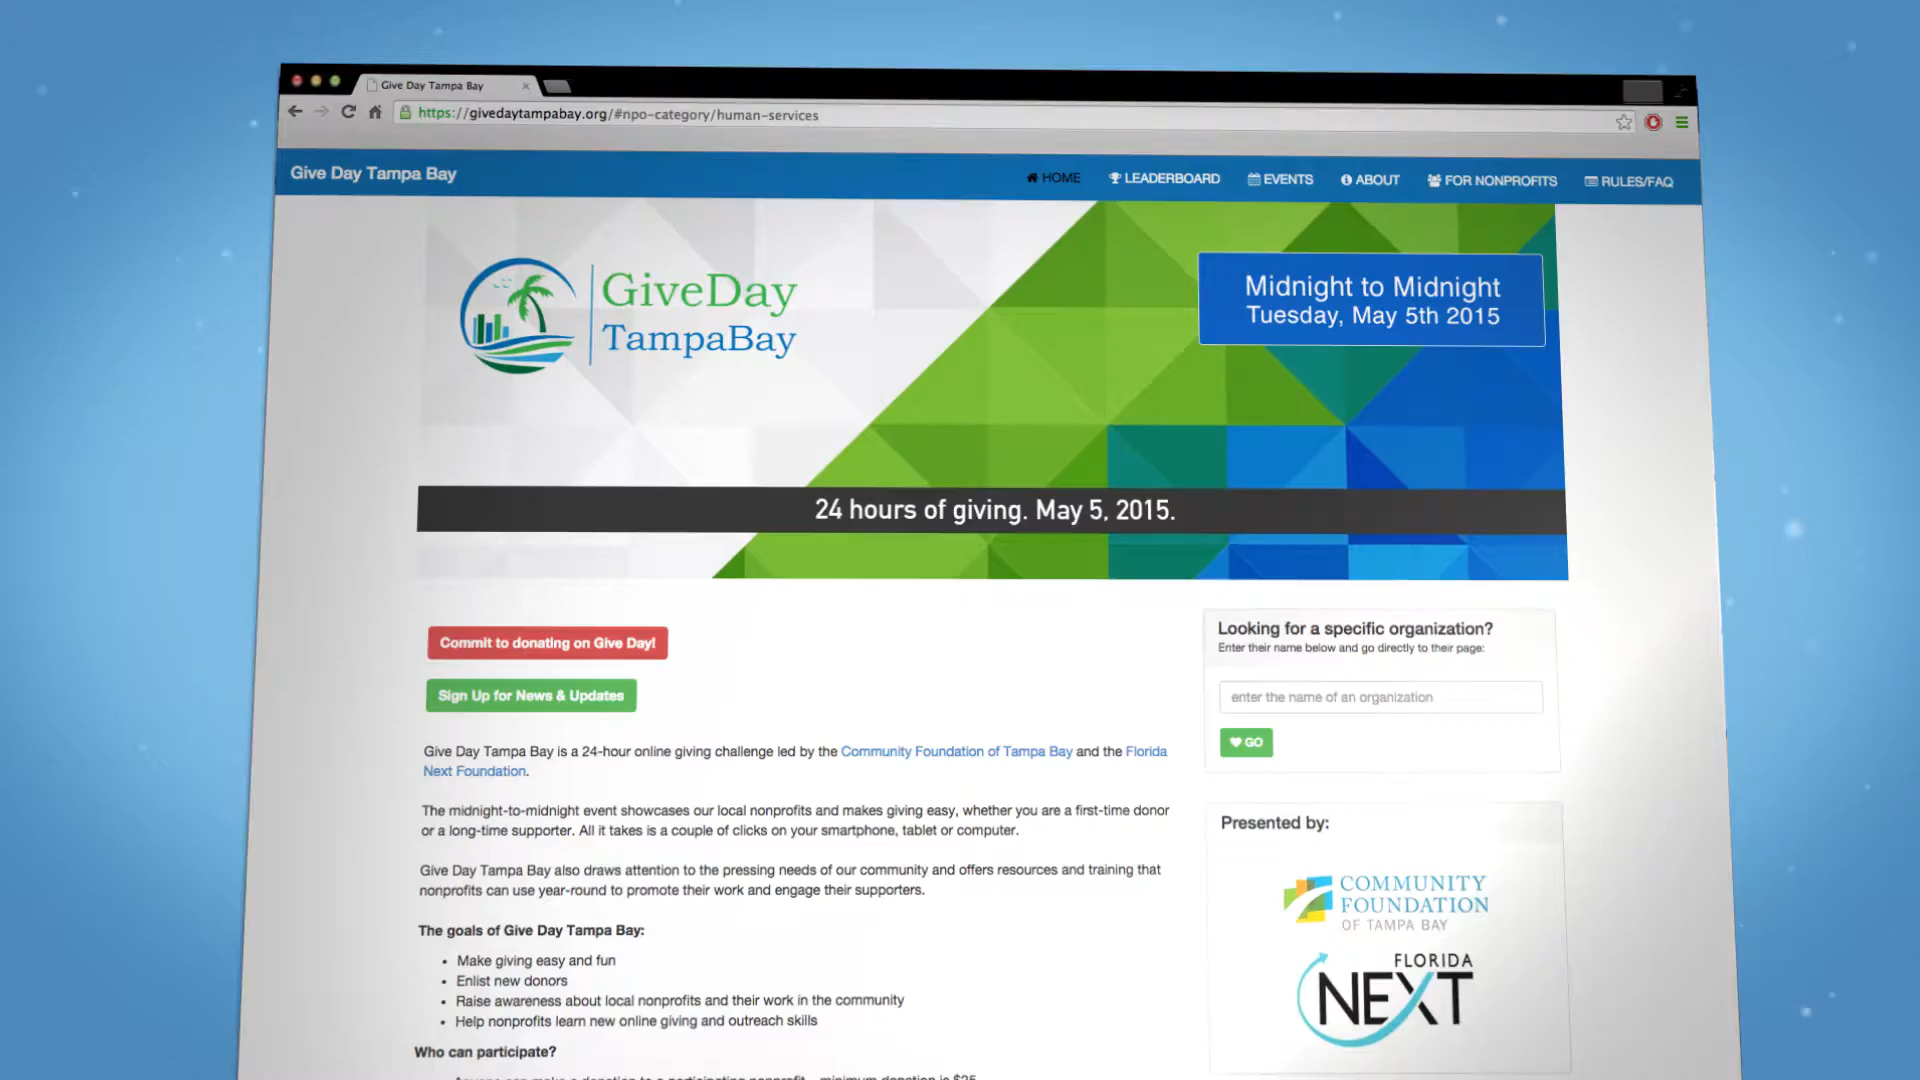 Give Day Tampa Bay
https://givedaytampabay.org/#npo-category/human-services
Give Day Tampa Bay
HOME
LEADERBOARD
EVENTS
ABOUT
FOR NONPROFITS
RULES/FAQ
GiveDay
TampaBay
Midnight to Midnight
Tuesday, May 5th 2015
24 hours of giving. May 5, 2015.
Commit to donating on Give Day!
Sign Up for News & Updates
Give Day Tampa Bay is a 24-hour online giving challenge led by the Community Foundation of Tampa Bay and the Florida
Next Foundation.
The midnight-to-midnight event showcases our local nonprofits and makes giving easy, whether you are a first-time donor
or a long-time supporter. All it takes is a couple of clicks on your smartphone, tablet or computer.
Give Day Tampa Bay also draws attention to the pressing needs of our community and offers resources and training that
nonprofits can use year-round to promote their work and engage their supporters.
The goals of Give Day Tampa Bay:
• Make giving easy and fun
• Enlist new donors
• Raise awareness about local nonprofits and their work in the community
• Help nonprofits learn new online giving and outreach skills
Who can participate?
Anyone can make a donation to a participating nonprofit – minimum donation is $25
Looking for a specific organization?
Enter their name below and go directly to their page:
enter the name of an organization
GO
Presented by:
COMMUNITY
FOUNDATION
OF TAMPA BAY
FLORIDA
NEXT